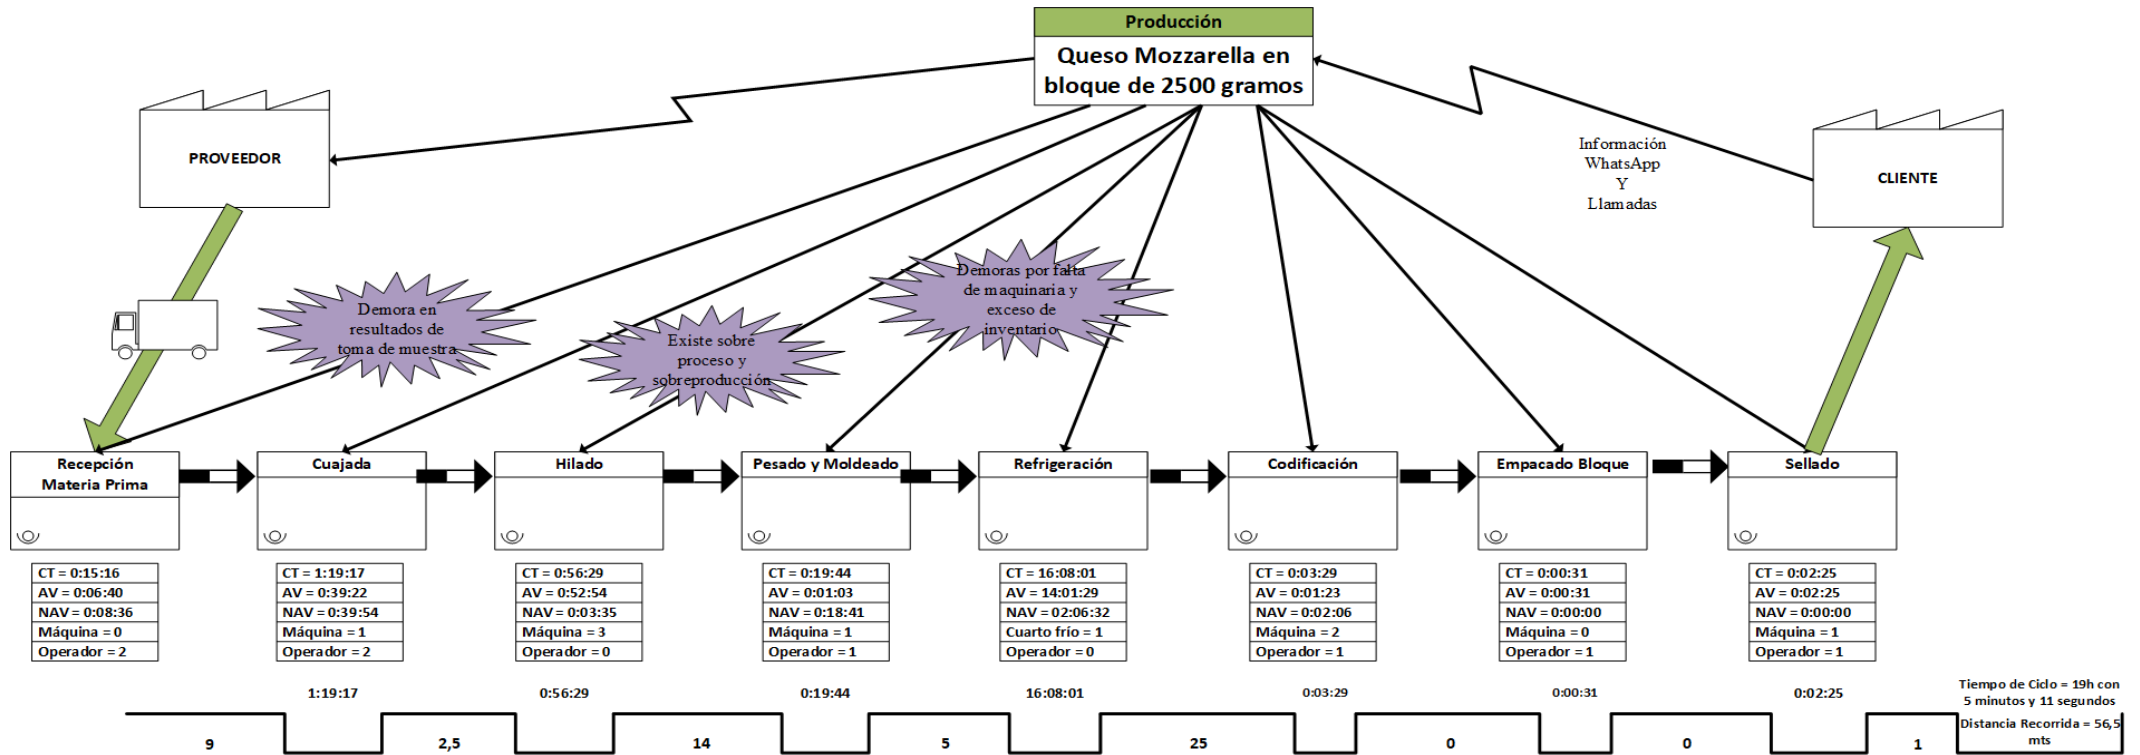 Producción
Queso Mozzarella en
bloque de 2500 gramos
PROVEEDOR
Información
WhatsApp
Y
Llamadas
CLIENTE
Demora en
resultados de
toma de muestra
Existe sobre
proceso y
sobreproducción
Demoras por falta
de maquinaria y
exceso de
inventario
Recepción
Materia Prima
Cuajada
Hilado
Pesado y Moldeado
Refrigeración
Codificación
Empacado Bloque
Sellado
CT = 0:15:16
AV = 0:06:40
NAV = 0:08:36
Máquina = 0
Operador = 2
CT = 1:19:17
AV = 0:39:22
NAV = 0:39:54
Máquina = 1
Operador = 2
CT = 0:56:29
AV = 0:52:54
NAV = 0:03:35
Máquina = 3
Operador = 0
CT = 0:19:44
AV = 0:01:03
NAV = 0:18:41
Máquina = 1
Operador = 1
CT = 16:08:01
AV = 14:01:29
NAV = 02:06:32
Cuarto frío = 1
Operador = 0
CT = 0:03:29
AV = 0:01:23
NAV = 0:02:06
Máquina = 2
Operador = 1
CT = 0:00:31
AV = 0:00:31
NAV = 0:00:00
Máquina = 0
Operador = 1
CT = 0:02:25
AV = 0:02:25
NAV = 0:00:00
Máquina = 1
Operador = 1
1:19:17
0:56:29
0:19:44
16:08:01
0:03:29
0:00:31
0:02:25
Tiempo de Ciclo = 19h con
5 minutos y 11 segundos
Distancia Recorrida = 56,5
mts
9
2,5
14
5
25
0
0
1